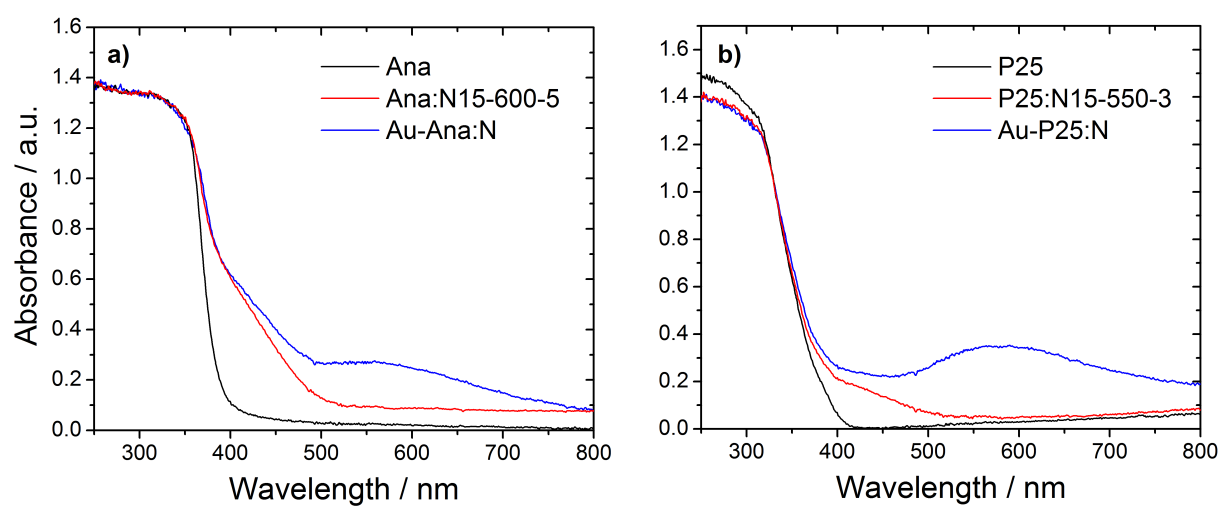 a)
Ana
Ana:N15-600-5
Au-Ana:N
1.6
1.4
1.2
1.0
0.8
0.6
0.4
0.2
0.0
300 400 500 600 700 800
Wavelength / nm
Absorbance / a.u.
b)
P25
P25:N15-550-3
Au-P25:N
1.6
1.4
1.2
1.0
0.8
0.6
0.4
0.2
0.0
300 400 500 600 700 800
Wavelength / nm